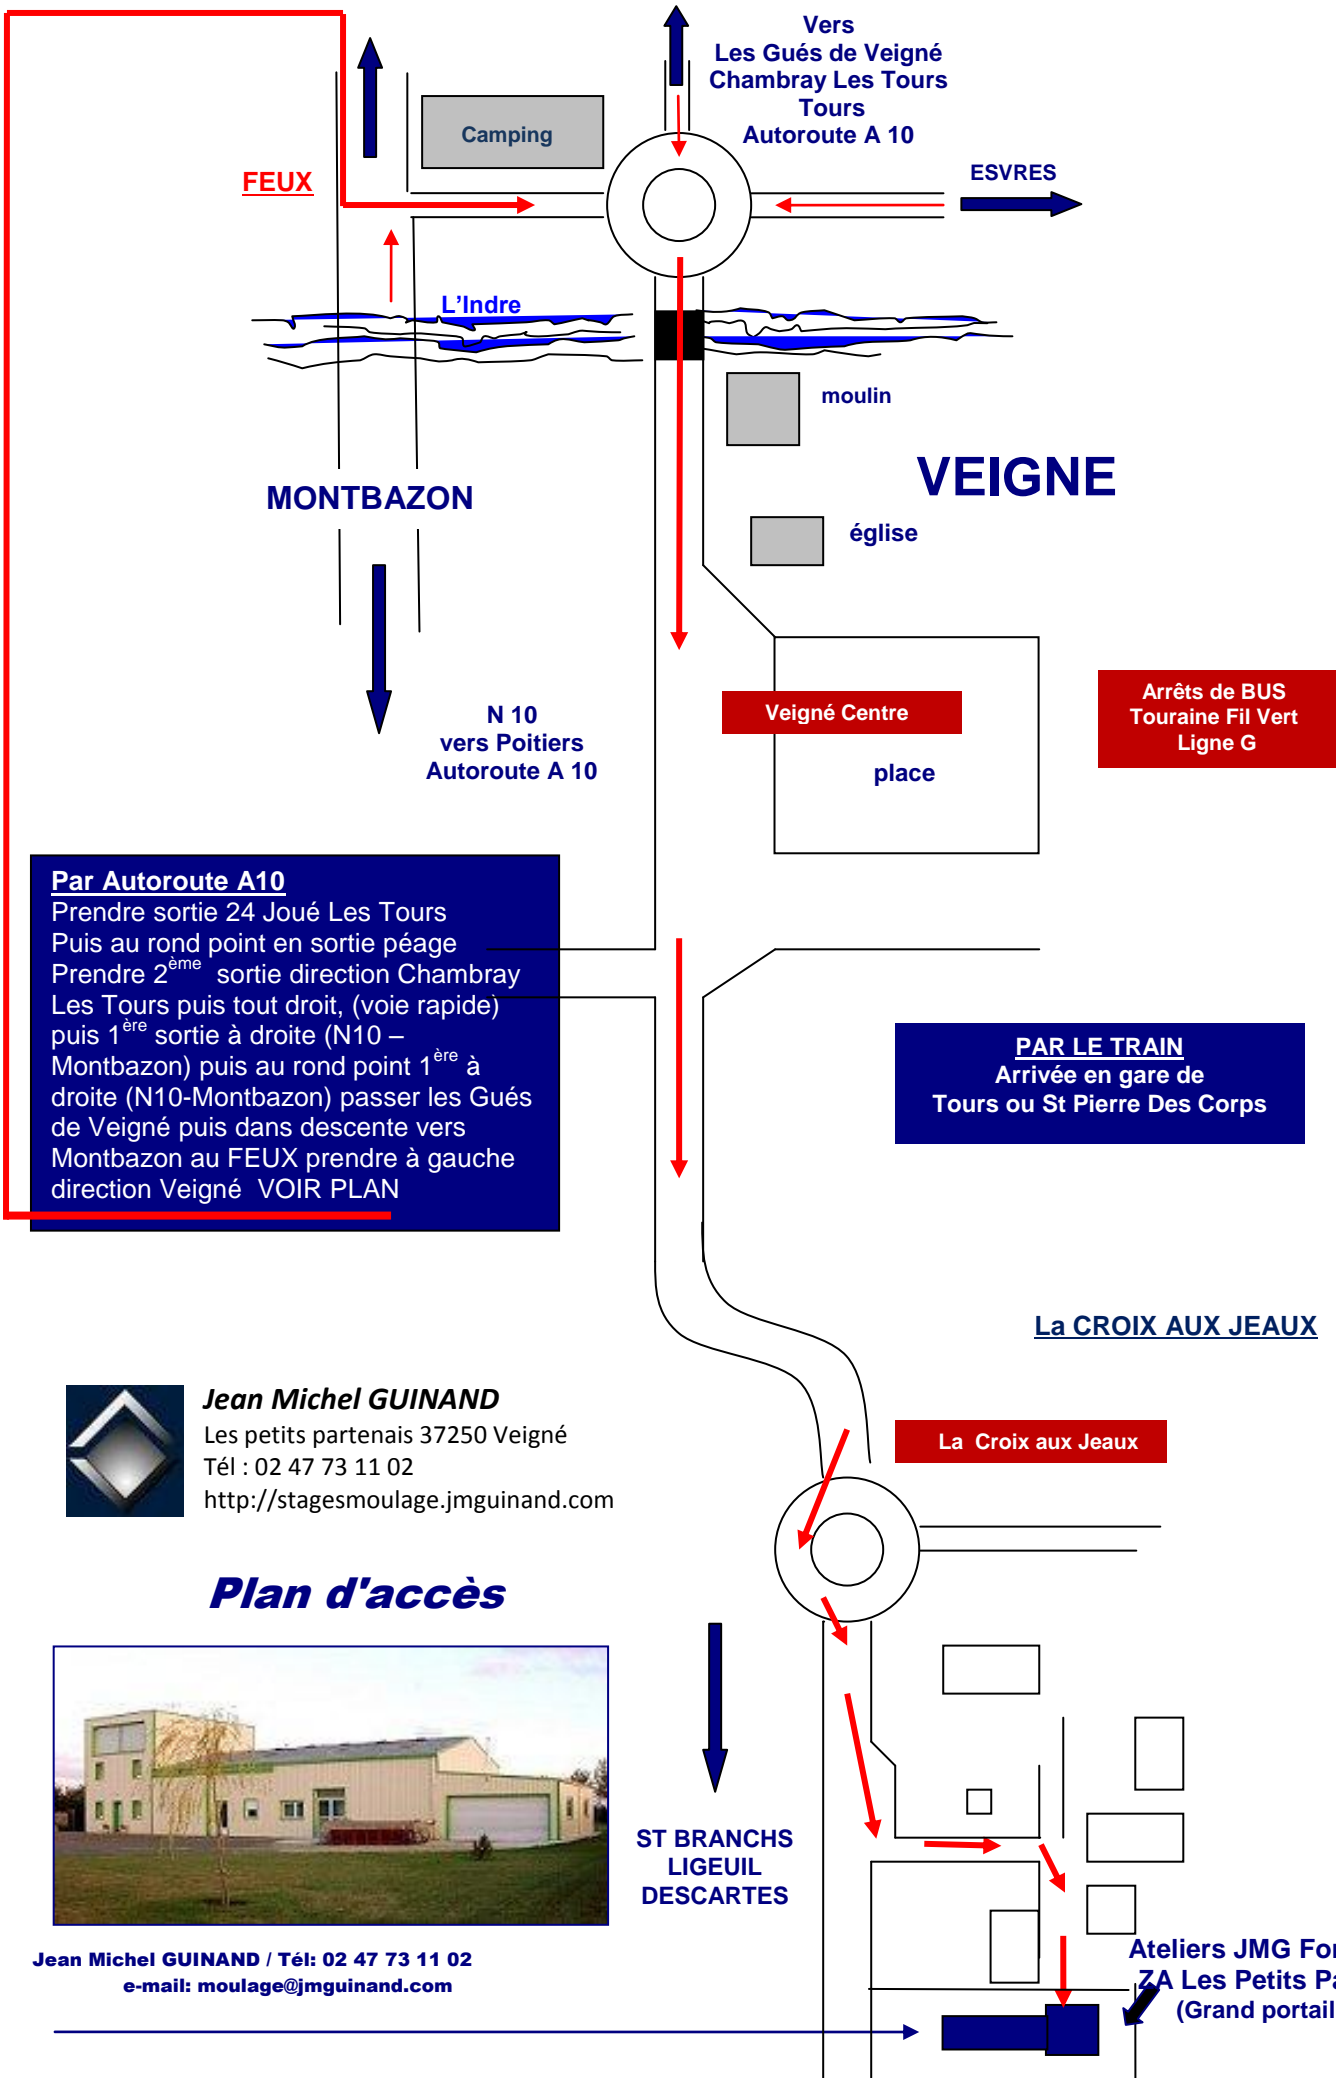 Vers
Les Gués de Veigné
Chambray Les Tours
Tours
Autoroute A 10
Camping
FEUX
ESVRES
L'Indre
moulin
VEIGNE
MONTBAZON
église
N 10
vers Poitiers
Autoroute A 10
Veigné Centre
place
Arrêts de BUS
Touraine Fil Vert
Ligne G
Par Autoroute A10
Prendre sortie 24 Joué Les Tours
Puis au rond point en sortie péage
Prendre 2ème sortie direction Chambray
Les Tours puis tout droit, (voie rapide)
puis 1ère sortie à droite (N10 –
Montbazon) puis au rond point 1ère à
droite (N10-Montbazon) passer les Gués
de Veigné puis dans descente vers
Montbazon au FEUX prendre à gauche
direction Veigné VOIR PLAN
PAR LE TRAIN
Arrivée en gare de
Tours ou St Pierre Des Corps
La CROIX AUX JEAUX
Jean Michel GUINAND
Les petits partenais 37250 Veigné
Tél : 02 47 73 11 02
http://stagesmoulage.jmguinand.com
La Croix aux Jeaux
Plan d'accès
ST BRANCHS
LIGEUIL
DESCARTES
Jean Michel GUINAND / Tél: 02 47 73 11 02
e-mail: moulage@jmguinand.com
Ateliers JMG
ZA Les Petits
(Grand portail